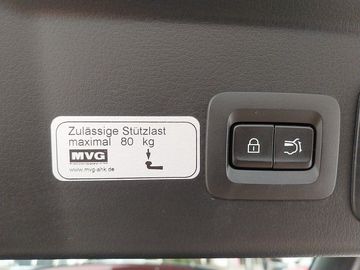 Zulässige Stützlast
maximal 80 kg
MVG
www.mvg-ahk.de